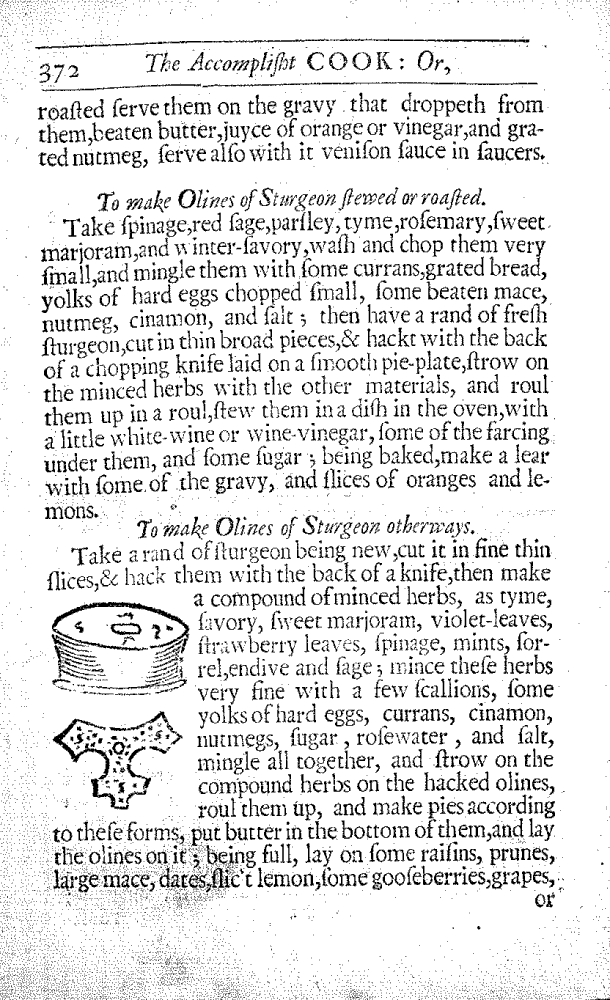 372 The Accompliſht COOK: Or,
roaſted ſerve them on the gravy that droppeth from
them,beaten butter,juyce of orange or vinegar,and gra-
ted nutmeg, ſerve alſo with it veniſon ſauce in ſaucers.
To make Olines of Sturgeon ſtewed or roaſted.
Take ſpinage,red ſage,parſley, tyme,roſemary,ſweet
marjoram,and winter-ſavory,waſh and chop them very
ſmall,and mingle them with ſome currans,grated bread,
yolks of hard eggs chopped ſmall, ſome beaten mace,
nutmeg, cinamon, and ſalt; then have a rand of freſh
ſturgeon,cut in thin broad pieces,& hackt with the back
of a chopping knife laid on a ſmooth pie-plate,ſtrow on
the minced herbs with the other materials, and roul
them up in a roul,ſtew them in a diſh in the oven,with
a little white-wine or wine-vinegar, ſome of the farcing
under them, and ſome ſugar; being baked,make a lear
with ſome of the gravy, and ſlices of oranges and le-
mons.
To make Olines of Sturgeon otherways.
Take a rand of ſturgeon being new,cut it in fine thin
ſlices,& hack them with the back of a knife,then make
a compound of minced herbs, as tyme,
ſavory, ſweet marjoram, violet-leaves,
ſtrawberry leaves, ſpinage, mints, ſor-
rel,endive and ſage; mince theſe herbs
very fine with a few ſcallions, ſome
yolks of hard eggs, currans, cinamon,
nutmegs, ſugar, roſewater, and ſalt,
mingle all together, and ſtrow on the
compound herbs on the hacked olines,
roul them up, and make pies according
to theſe forms, put butter in the bottom of them,and lay
the olines on it; being full, lay on ſome raiſins, prunes,
large mace, dates,ſlic't lemon,ſome gooſeberries,grapes,
or